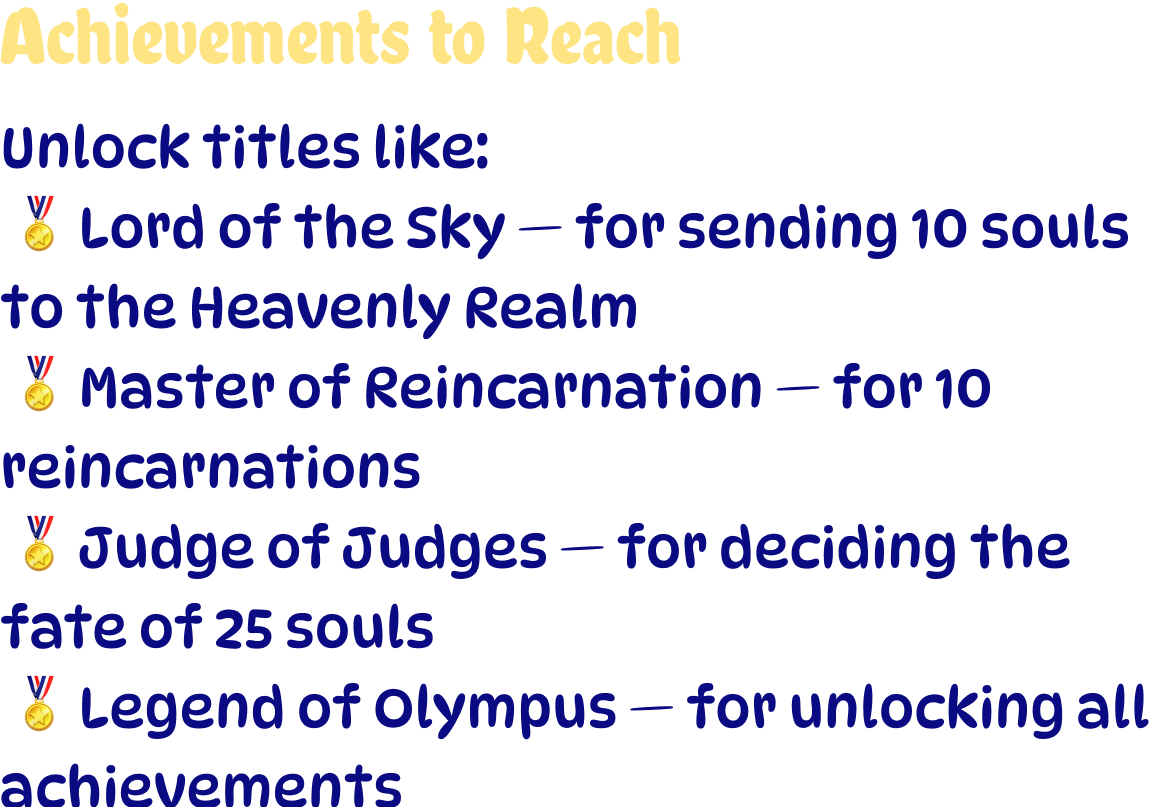 Achievements to Reach
Unlock titles like:
🏅 Lord of the Sky — for sending 10 souls
to the Heavenly Realm
🏅 Master of Reincarnation — for 10
reincarnations
🏅 Judge of Judges — for deciding the
fate of 25 souls
🏅 Legend of Olympus — for unlocking all
achievements